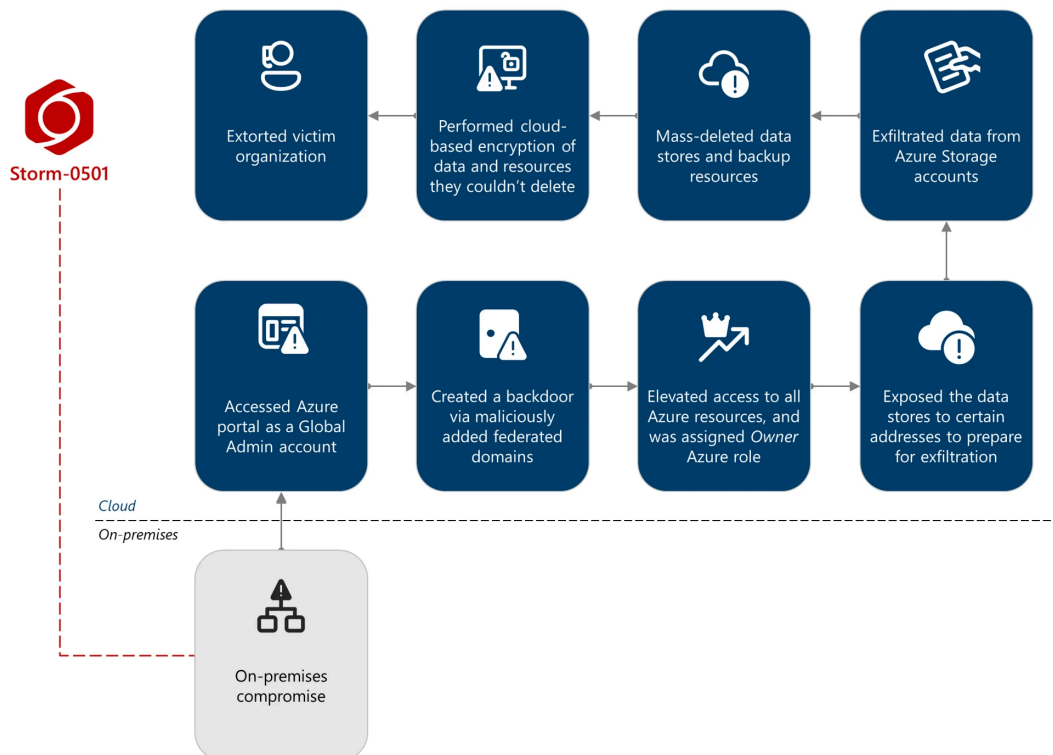 Extorted victim
organization
Performed cloud-
based encryption of
data and resources
they couldn't delete
Mass-deleted data
stores and backup
resources
Exfiltrated data from
Azure Storage
accounts
Storm-0501
Accessed Azure
portal as a Global
Admin account
Created a backdoor
via maliciously
added federated
domains
Elevated access to all
Azure resources, and
was assigned Owner
Azure role
Exposed the data
stores to certain
addresses to prepare
for exfiltration
Cloud
On-premises
On-premises
compromise